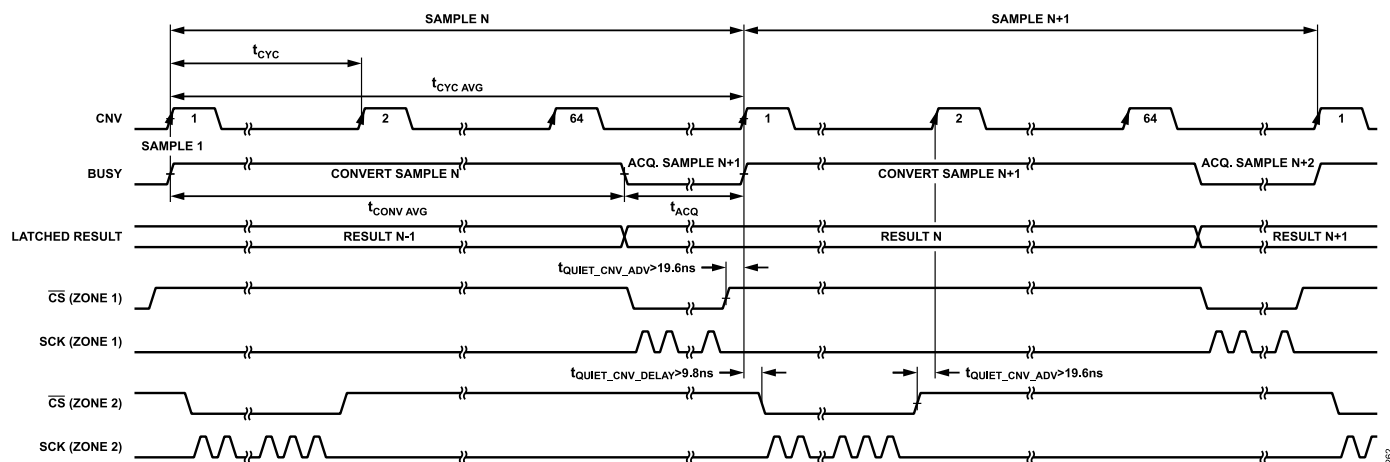 SAMPLE N
SAMPLE N+1
tCYC
tCYC AVG
CNV
1
2
64
1
2
64
1
SAMPLE 1
BUSY
CONVERT SAMPLE N
ACQ. SAMPLE N+1
CONVERT SAMPLE N+1
ACQ. SAMPLE N+2
tCONV AVG
tACQ
LATCHED RESULT
RESULT N-1
RESULT N
RESULT N+1
tQUIET_CNV_ADV>19.6ns
CS (ZONE 1)
SCK (ZONE 1)
tQUIET_CNV_DELAY>9.8ns
tQUIET_CNV_ADV>19.6ns
CS (ZONE 2)
SCK (ZONE 2)